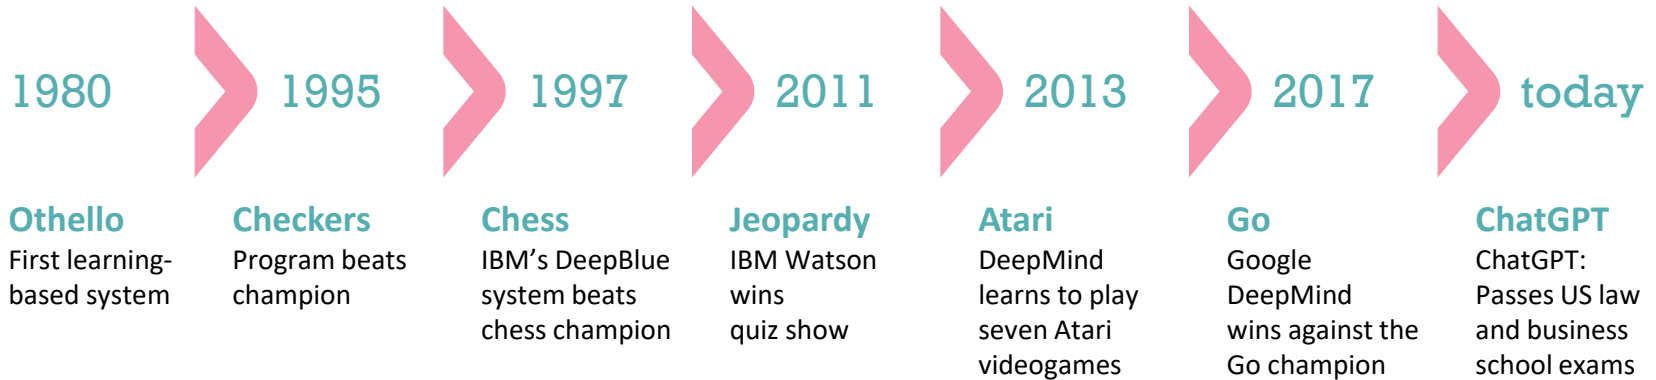 1980
1995
1997
2011
2013
2017
today
Othello
First learning-
based system
Checkers
Program beats
champion
Chess
IBM’s DeepBlue
system beats
chess champion
Jeopardy
IBM Watson
wins
quiz show
Atari
DeepMind
learns to play
seven Atari
videogames
Go
Google
DeepMind
wins against the
Go champion
ChatGPT
ChatGPT:
Passes US law
and business
school exams